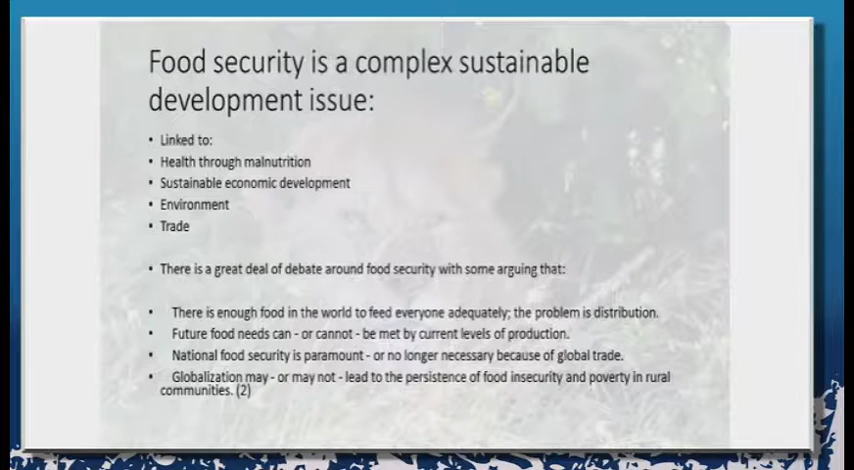 Food security is a complex sustainable
development issue:
• Linked to:
• Health through malnutrition
• Sustainable economic development
• Environment
• Trade
• There is a great deal of debate around food security with some arguing that:
• There is enough food in the world to feed everyone adequately; the problem is distribution.
• Future food needs can - or cannot - be met by current levels of production.
• National food security is paramount - or no longer necessary because of global trade.
• Globalization may - or may not - lead to the persistence of food insecurity and poverty in rural
communities. (2)